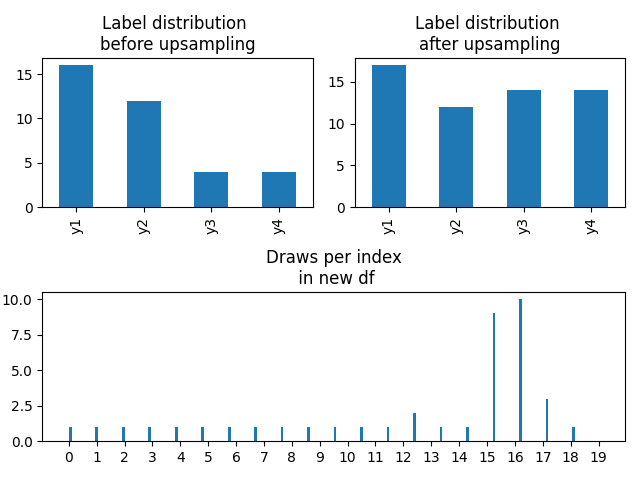 Label distribution
before upsampling
15
10
5
0
y1 y2 y3 y4
Label distribution
after upsampling
15
10
5
0
y1 y2 y3 y4
Draws per index
in new df
10.0
7.5
5.0
2.5
0.0
0 1 2 3 4 5 6 7 8 9 10 11 12 13 14 15 16 17 18 19